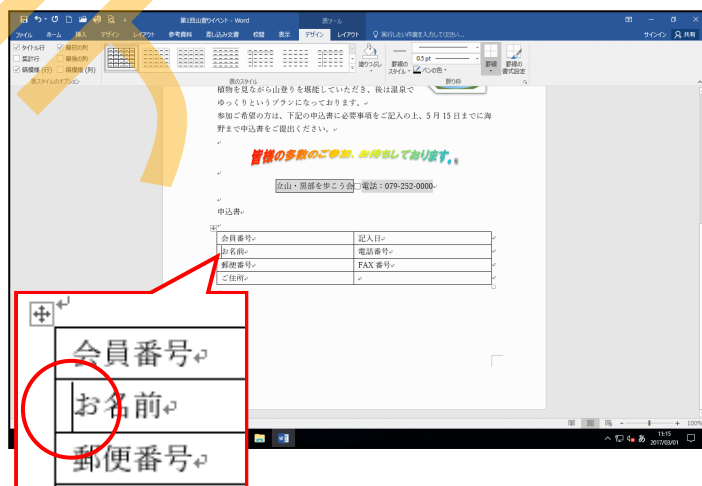 第1回山登りイベント - Word
表ツール
サインイン 共有
ファイル ホーム 挿入 デザイン レイアウト 参考資料 差し込み文書 校閲 表示 デザイン レイアウト 実行したい作業を入力してください...
タイトル行 最初の列
集計行 最後の列
縞模様 (行) 縞模様 (列)
表スタイルのオプション
表のスタイル
塗りつぶし
罫線のスタイル
0.5 pt
ペンの色
罫線
罫線の書式設定
飾り枠
植物を見ながら山登りを堪能していただき、後は温泉で
ゆっくりというプランになっております。
参加ご希望の方は、下記の申込書に必要事項をご記入の上、5 月 15 日までに海
野まで申込書をご提出ください。
皆様の多数のご参加、お待ちしております。
立山・黒部を歩こう会□電話：079-252-0000
申込書
会員番号 記入日
お名前 電話番号
郵便番号 FAX 番号
ご住所
会員番号
お名前
郵便番号
100%
あ 11:15
2017/03/01